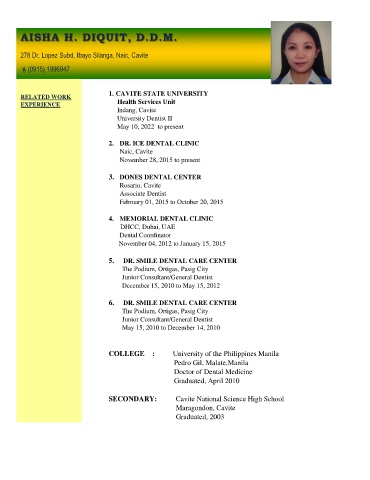 AISHA H. DIQUIT, D.D.M.
278 Dr. Lopez Subd. Ibayo Silanga, Naic, Cavite
(0815) 1996947
RELATED WORK
EXPERIENCE
1. CAVITE STATE UNIVERSITY
Health Services Unit
Indang, Cavite
University Dentist II
May 10, 2022 to present
2. DR. ICE DENTAL CLINIC
Naic, Cavite
November 28, 2015 to present
3. DONES DENTAL CENTER
Rosario, Cavite
Associate Dentist
February 01, 2015 to October 20, 2015
4. MEMORIAL DENTAL CLINIC
DHCC, Dubai, UAE
Dental Coordinator
November 04, 2012 to January 15, 2015
5. DR. SMILE DENTAL CARE CENTER
The Podium, Ortigas, Pasig City
Junior Consultant/General Dentist
December 15, 2010 to May 15, 2012
6. DR. SMILE DENTAL CARE CENTER
The Podium, Ortigas, Pasig City
Junior Consultant/General Dentist
May 15, 2010 to December 14, 2010
COLLEGE : University of the Philippines Manila
Pedro Gil, Malate,Manila
Doctor of Dental Medicine
Graduated, April 2010
SECONDARY: Cavite National Science High School
Maragondon, Cavite
Graduated, 2003